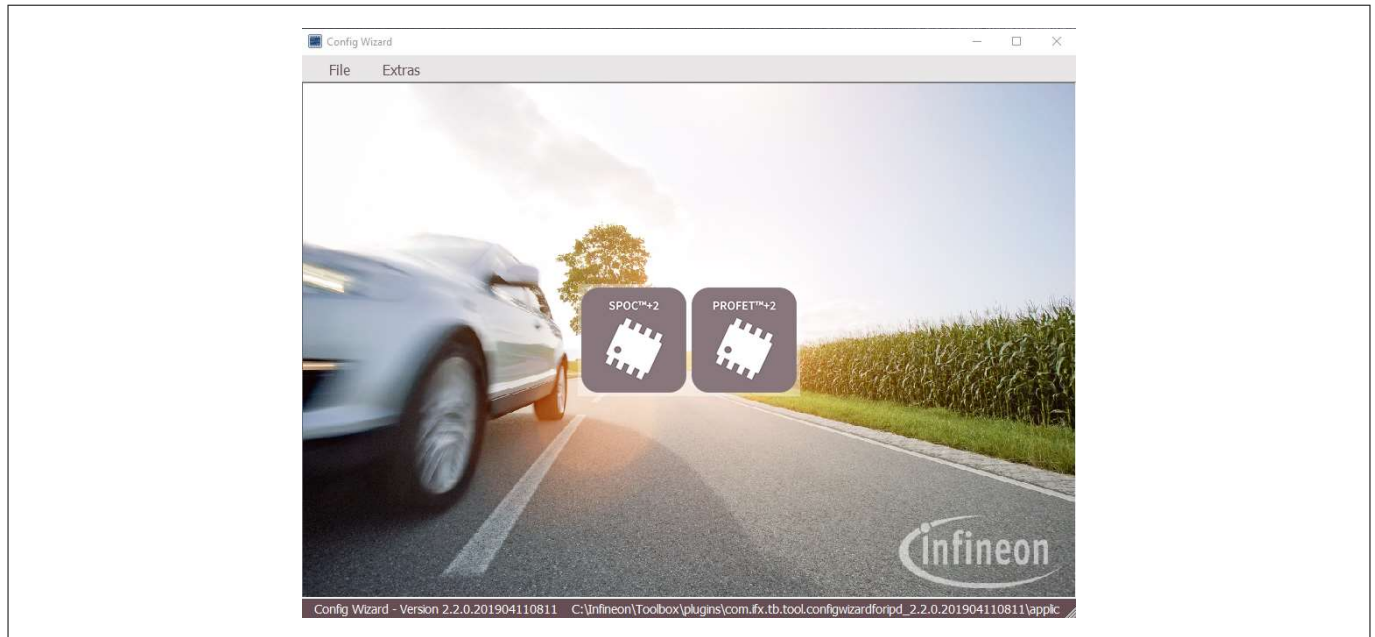 Config Wizard
File Extras
SPOC™+2 PROFET™+2
infineon
Config Wizard - Version 2.2.0.201904110811 C:\Infineon\Toolbox\plugins\com.ifx.tb.tool.configwizardforipd_2.2.0.201904110811\applic